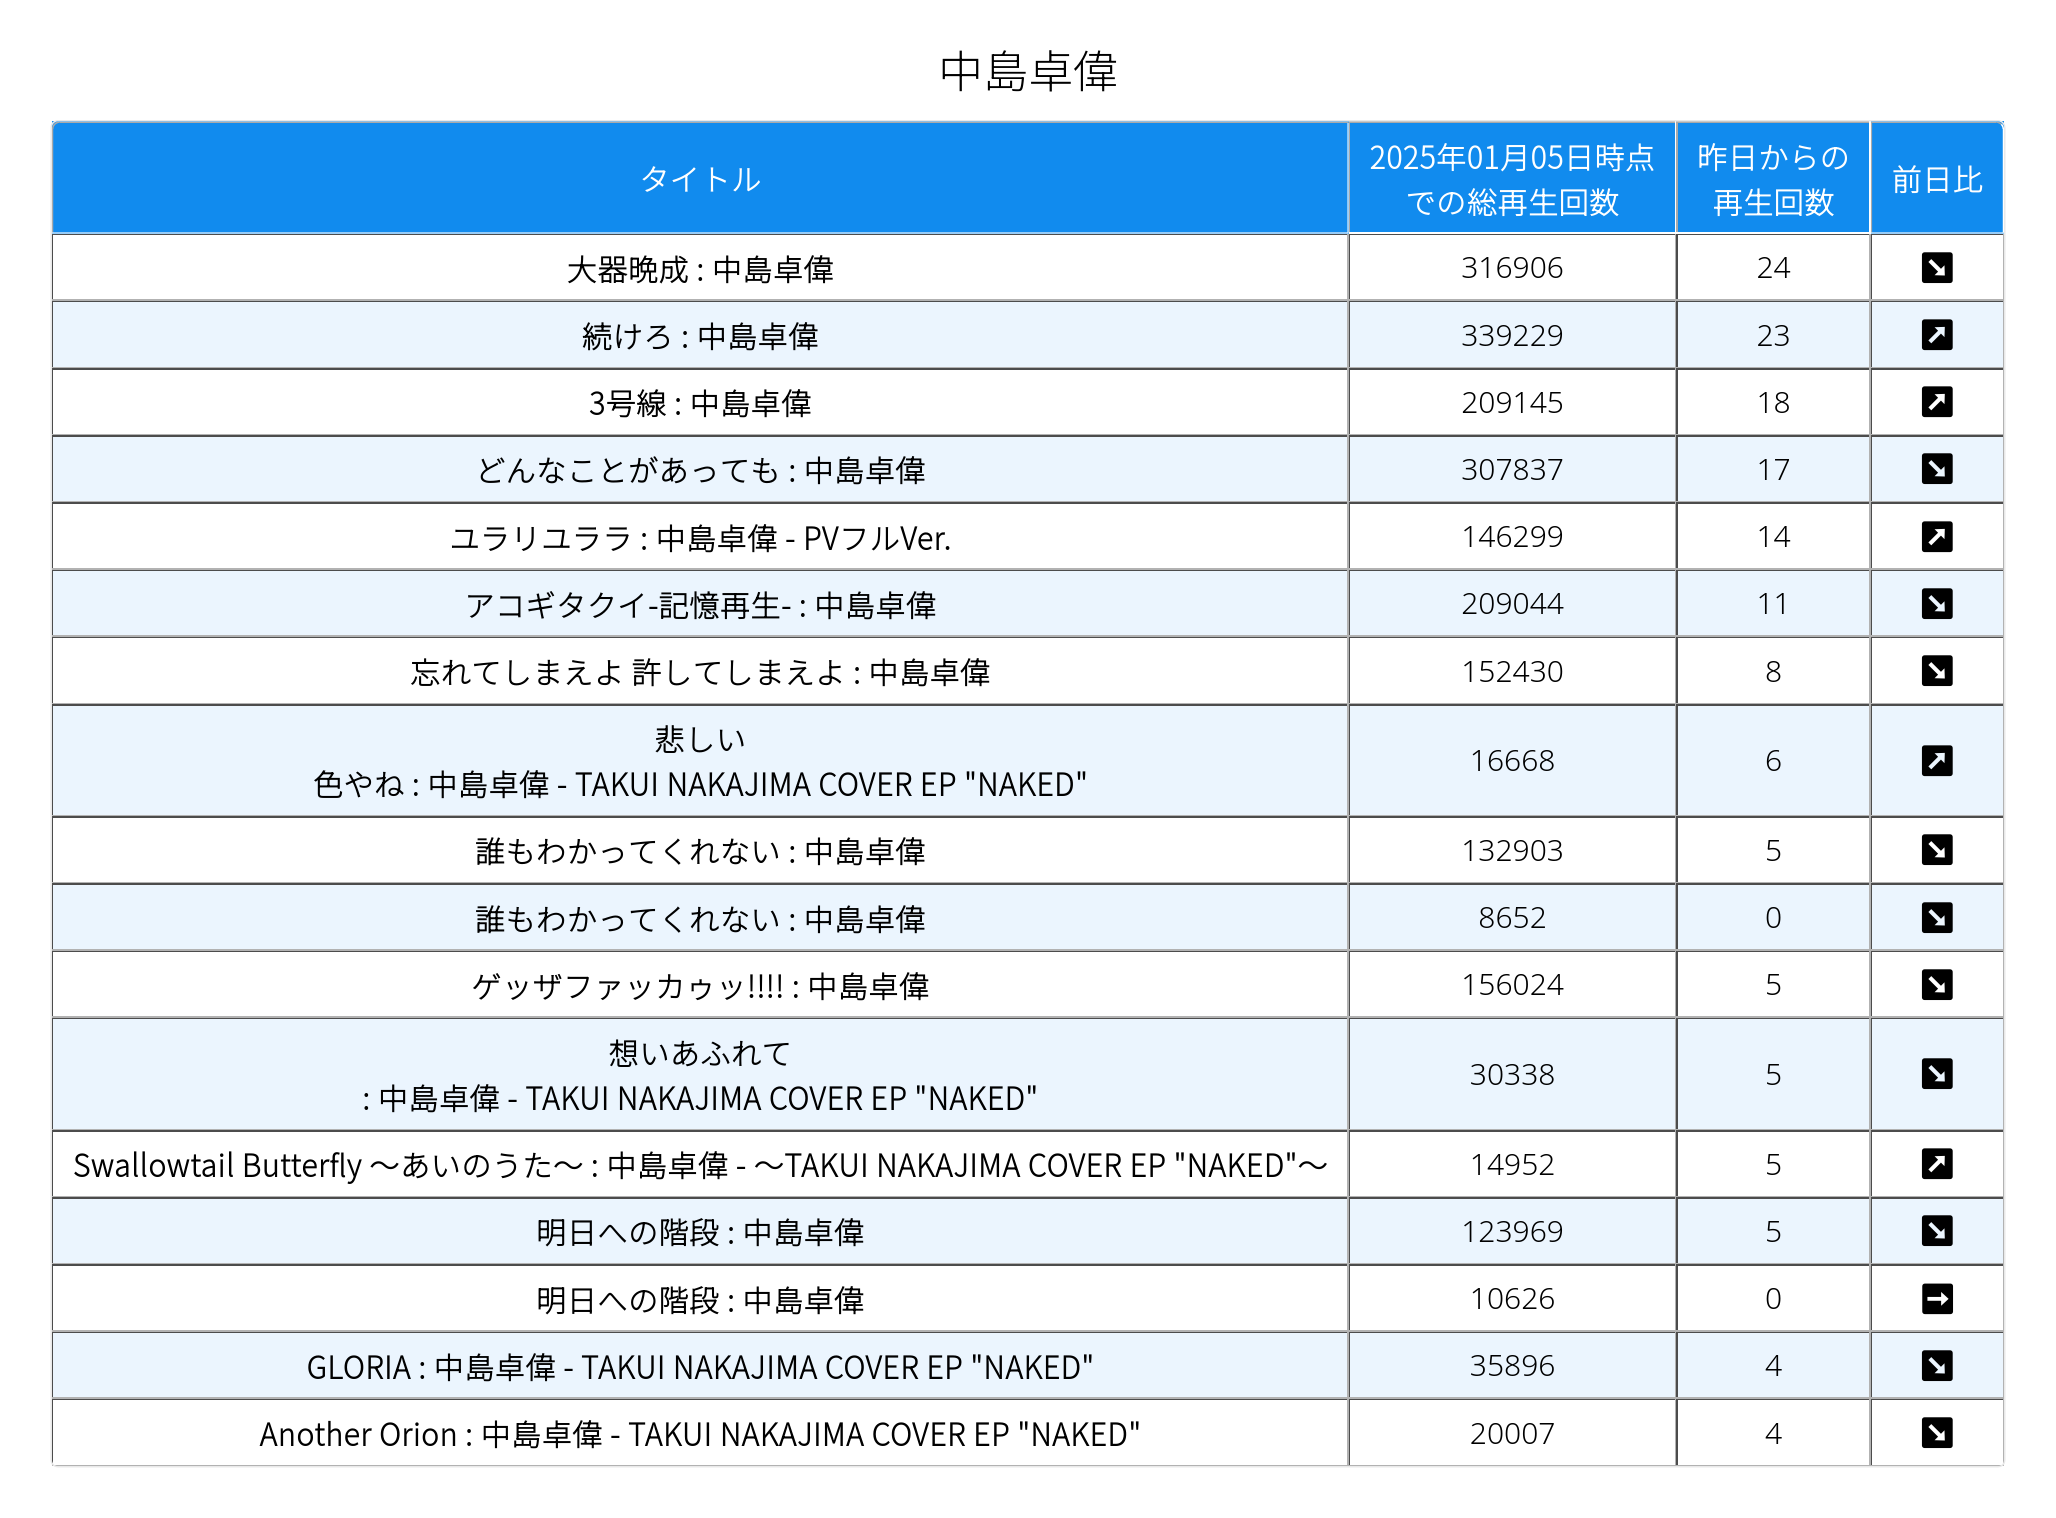 中島卓偉
タイトル
2025年01月05日時点
での総再生回数
昨日からの
再生回数
前日比
大器晩成 : 中島卓偉 316906 24 ↘
続けろ : 中島卓偉 339229 23 ↗
3号線 : 中島卓偉 209145 18 ↗
どんなことがあっても : 中島卓偉 307837 17 ↘
ユラリユララ : 中島卓偉 - PVフルVer. 146299 14 ↗
アコギタクイ-記憶再生- : 中島卓偉 209044 11 ↘
忘れてしまえよ 許してしまえよ : 中島卓偉 152430 8 ↘
悲しい
色やね : 中島卓偉 - TAKUI NAKAJIMA COVER EP "NAKED" 16668 6 ↗
誰もわかってくれない : 中島卓偉 132903 5 ↘
誰もわかってくれない : 中島卓偉 8652 0 ↘
ゲッザファッカゥッ!!!! : 中島卓偉 156024 5 ↘
想いあふれて
: 中島卓偉 - TAKUI NAKAJIMA COVER EP "NAKED" 30338 5 ↘
Swallowtail Butterfly ～あいのうた～ : 中島卓偉 - ～TAKUI NAKAJIMA COVER EP "NAKED"～ 14952 5 ↗
明日への階段 : 中島卓偉 123969 5 ↘
明日への階段 : 中島卓偉 10626 0 →
GLORIA : 中島卓偉 - TAKUI NAKAJIMA COVER EP "NAKED" 35896 4 ↘
Another Orion : 中島卓偉 - TAKUI NAKAJIMA COVER EP "NAKED" 20007 4 ↘